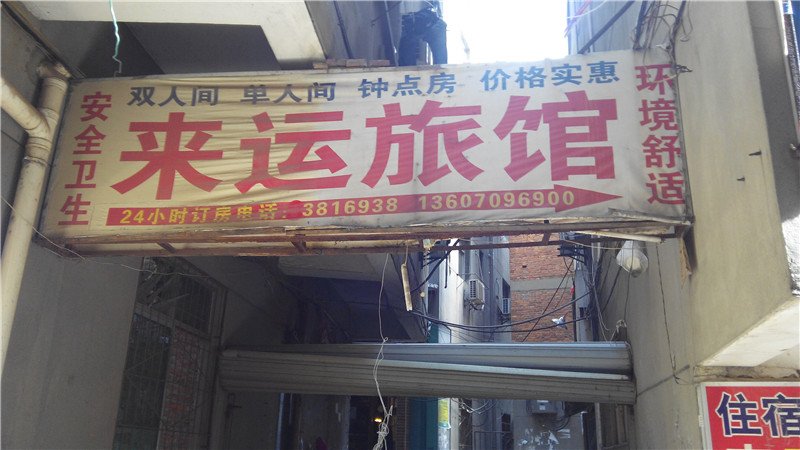 双人间 单人间 钟点房 价格实惠
安全卫生
来运旅馆
环境舒适
24小时订房电话:3816938 13607096900
住宿